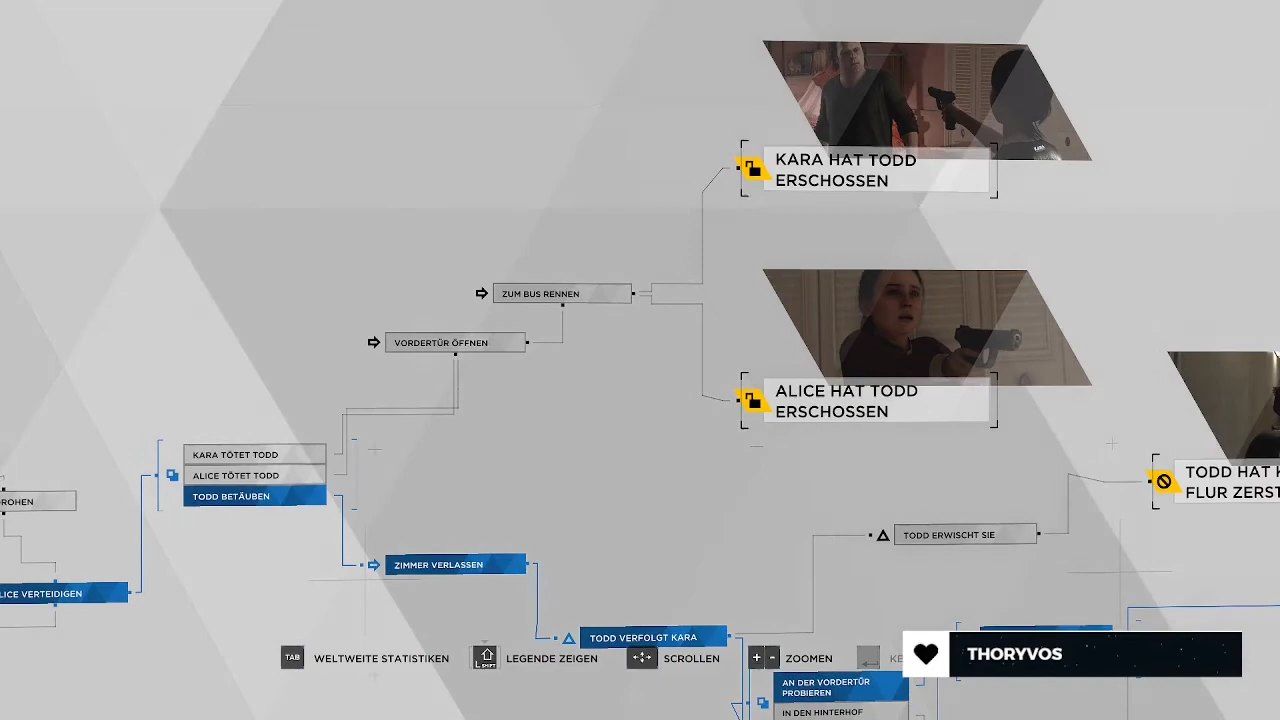 KARA HAT TODD
ERSCHOSSEN
ZUM BUS RENNEN
VORDERTÜR ÖFFNEN
ALICE HAT TODD
ERSCHOSSEN
KARA TÖTET TODD
ALICE TÖTET TODD
TODD BETÄUBEN
ROHEN
TODD HAT K
FLUR ZERST
TODD ERWISCHT SIE
ZIMMER VERLASSEN
LICE VERTEIDIGEN
TODD VERFOLGT KARA
TAB WELTWEITE STATISTIKEN
L SHIFT LEGENDE ZEIGEN
SCROLLEN
+ - ZOOMEN
KE
THORYVOS
AN DER VORDERTÜR
PROBIEREN
IN DEN HINTERHOF